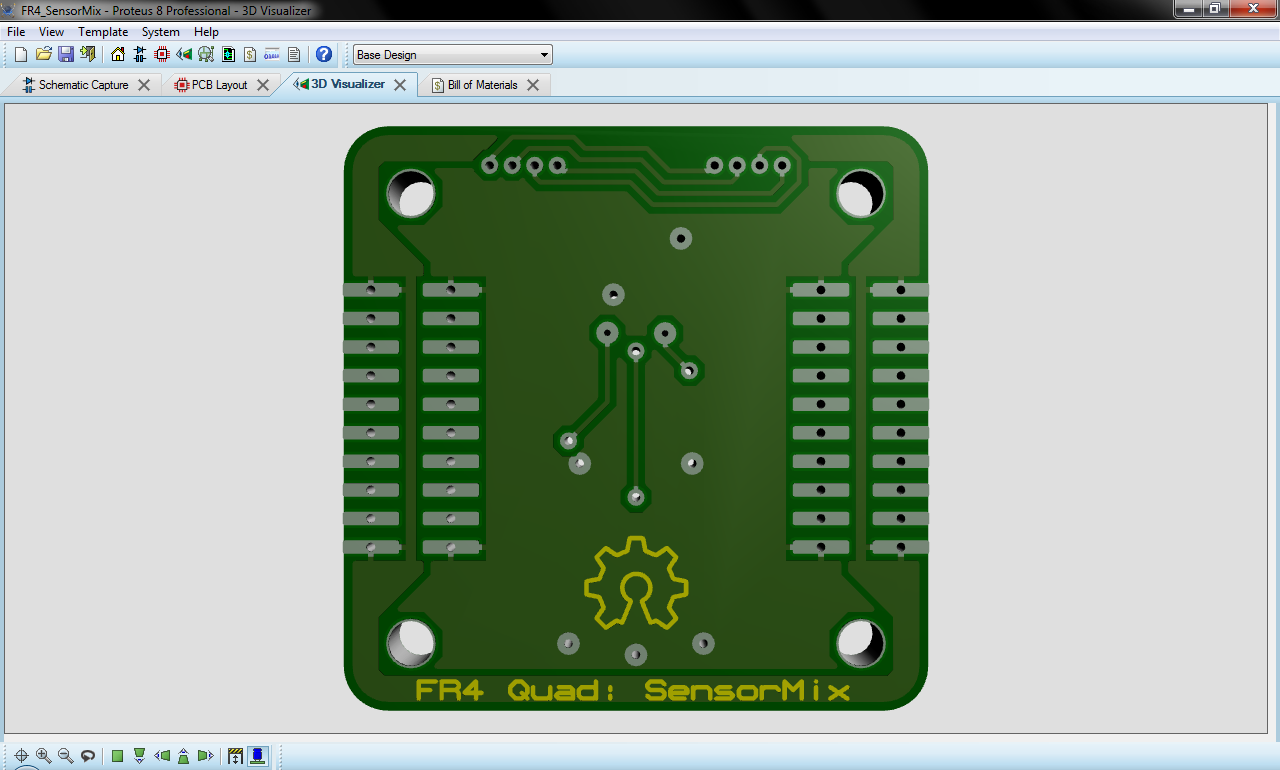 FR4_SensorMix - Proteus 8 Professional - 3D Visualizer
File View Template System Help
Base Design
Schematic Capture PCB Layout 3D Visualizer Bill of Materials
FR4 Quad: SensorMix